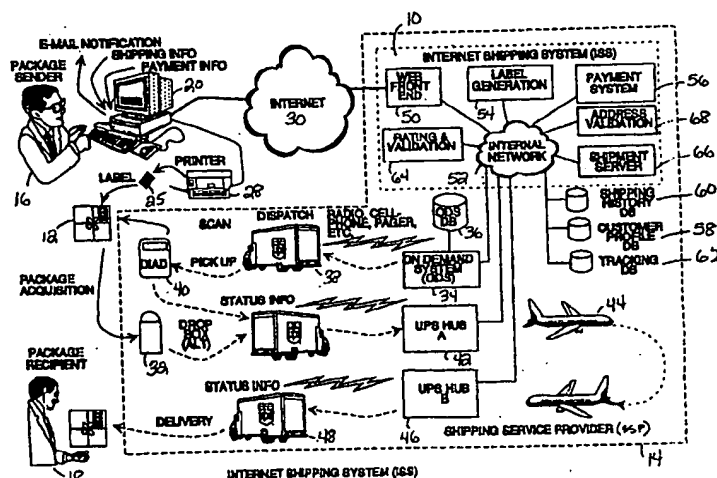 10
INTERNET SHIPPING SYSTEM (ISS)
E-MAIL NOTIFICATION
SHIPPING INFO
PAYMENT INFO
PACKAGE
SENDER
20
INTERNET
30
WEB
FRONT
END
50
LABEL
GENERATION
54
PAYMENT
SYSTEM
56
ADDRESS
VALIDATION
68
RATING &
VALIDATION
64
INTERNAL
NETWORK
52
SHIPMENT
SERVER
66
16
LABEL
25
PRINTER
28
12
SCAN
DISPATCH
RADIO, CELL
PHONE, PAGER,
ETC.
ODS
DB
36
SHIPPING
HISTORY
DB
60
CUSTOMER
PROFILE
DB
58
TRACKING
DB
62
DIAD
40
PICK UP
38
ON DEMAND
SYSTEM
(ODS)
34
PACKAGE
ACQUISITION
STATUS INFO
DROP
BOX
39
UPS HUB
A
42
44
PACKAGE
RECIPIENT
STATUS INFO
DELIVERY
48
UPS HUB
B
46
SHIPPING SERVICE PROVIDER (SSP)
14
18
INTERNET SHIPPING SYSTEM (ISS)